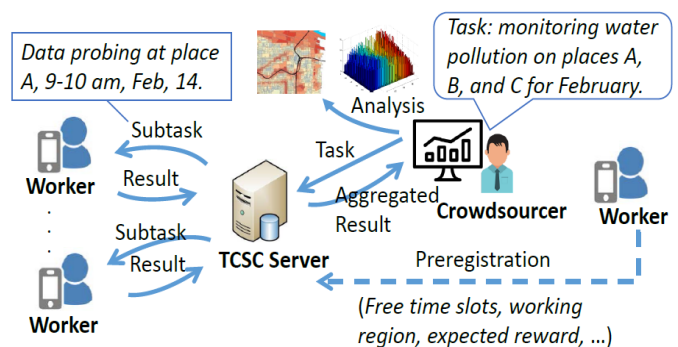 Data probing at place
A, 9-10 am, Feb, 14.
Task: monitoring water
pollution on places A,
B, and C for February.
Analysis
Subtask
Task
Worker
Result
Aggregated
Result
Crowdsourcer
Worker
Subtask
Result
TCSC Server
Preregistration
Worker
(Free time slots, working
region, expected reward, …)